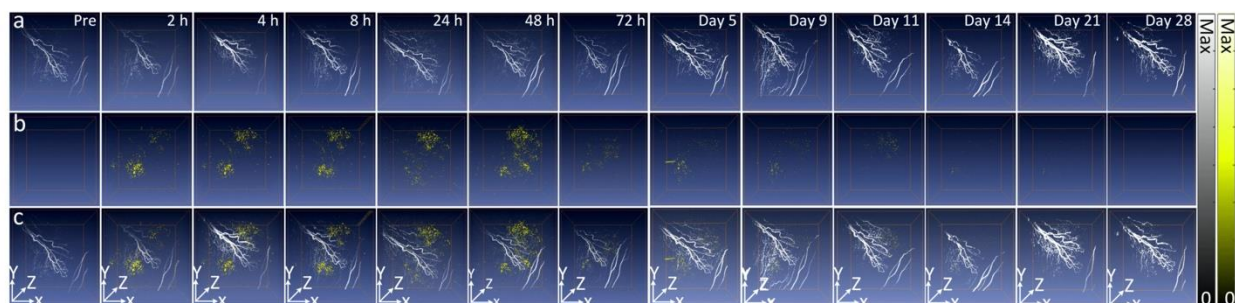 a Pre 2 h 4 h 8 h 24 h 48 h 72 h Day 5 Day 9 Day 11 Day 14 Day 21 Day 28 Max Max
b
c
Y Z X Y Z X Y Z X Y Z X Y Z X Y Z X Y Z X Y Z X Y Z X Y Z X Y Z X Y Z X Y Z X 0 0